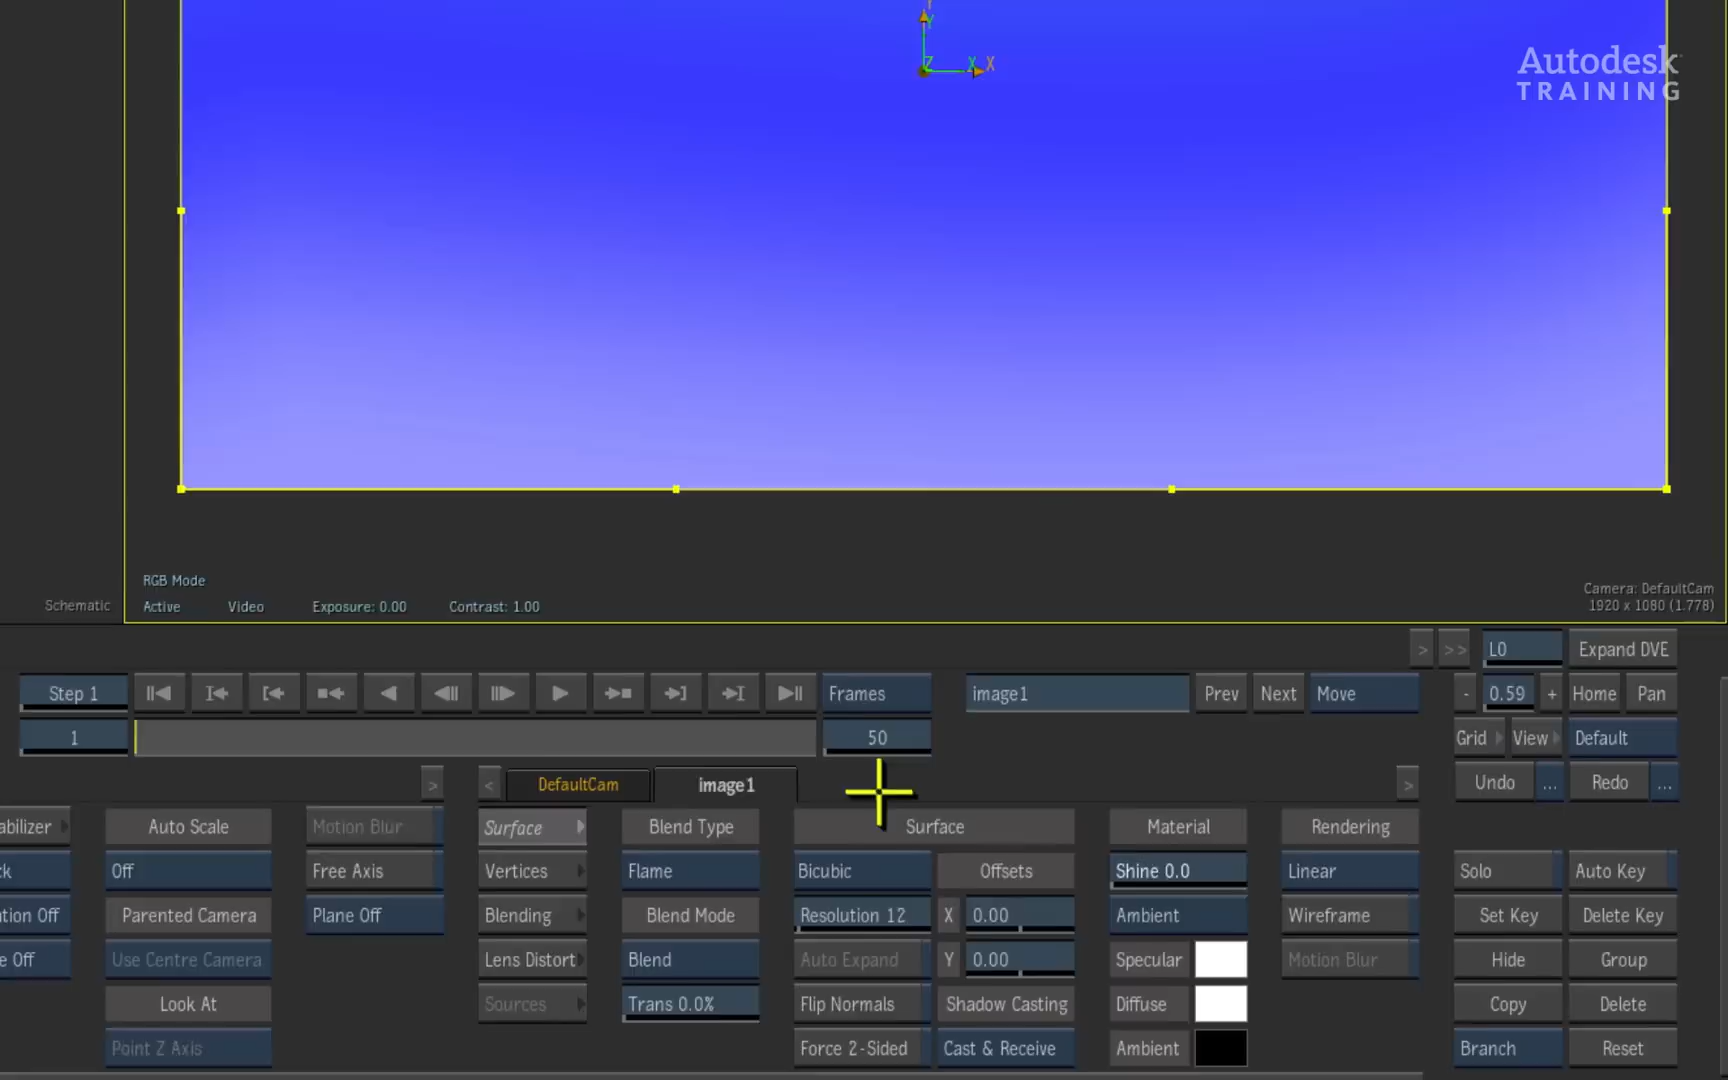 Y
Z X X
Autodesk
TRAINING
RGB Mode
Schematic Active Video Exposure: 0.00 Contrast: 1.00
Camera: DefaultCam
1920 x 1080 (1.778)
> >> L0 Expand DVE
Step 1 Frames image1 Prev Next Move - 0.59 + Home Pan
1 50 Grid View Default
> < DefaultCam image1 > Undo ... Redo ...
abilizer Auto Scale Motion Blur Surface Blend Type Surface Material Rendering
ck Off Free Axis Vertices Flame Bicubic Offsets Shine 0.0 Linear Solo Auto Key
tion Off Parented Camera Plane Off Blending Blend Mode Resolution 12 X 0.00 Ambient Wireframe Set Key Delete Key
e Off Use Centre Camera Lens Distort Blend Auto Expand Y 0.00 Specular Motion Blur Hide Group
Look At Sources Trans 0.0% Flip Normals Shadow Casting Diffuse Copy Delete
Point Z Axis Force 2-Sided Cast & Receive Ambient Branch Reset